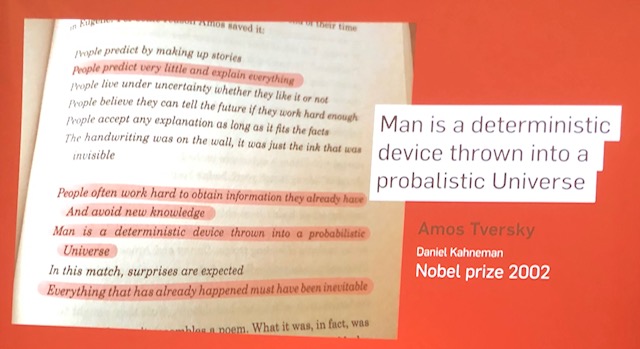 reason Amos saved it: of their time
People predict by making up stories
People predict very little and explain everything
People live under uncertainty whether they like it or not
People believe they can tell the future if they work hard enough
People accept any explanation as long as it fits the facts
The handwriting was on the wall, it was just the ink that was
invisible
People often work hard to obtain information they already have
And avoid new knowledge
Man is a deterministic device thrown into a probabilistic
Universe
In this match, surprises are expected
Everything that has already happened must have been inevitable
a poem. What it was, in fact, was
Man is a deterministic
device thrown into a
probalistic Universe
Amos Tversky
Daniel Kahneman
Nobel prize 2002